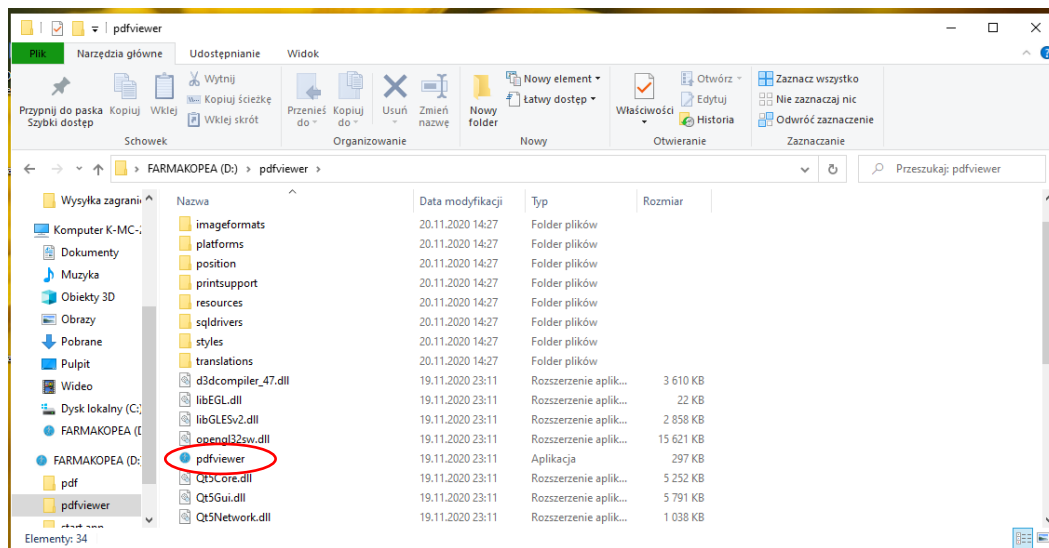 pdfviewer
Plik Narzędzia główne Udostępnianie Widok
Przypnij do paska Szybki dostęp
Kopiuj
Wklej
Wytnij
Kopiuj ścieżkę
Wklej skrót
Schowek
Przenieś do
Kopiuj do
Usuń
Zmień nazwę
Organizowanie
Nowy folder
Nowy element
Łatwy dostęp
Nowy
Właściwości
Otwórz
Edytuj
Historia
Otwieranie
Zaznacz wszystko
Nie zaznaczaj nic
Odwróć zaznaczenie
Zaznaczanie
FARMAKOPEA (D:) › pdfviewer ›
Przeszukaj: pdfviewer
Wysyłka zagrani
Komputer K-MC-
Dokumenty
Muzyka
Obiekty 3D
Obrazy
Pobrane
Pulpit
Wideo
Dysk lokalny (C:
FARMAKOPEA (D
FARMAKOPEA (D:
pdf
pdfviewer
Nazwa Data modyfikacji Typ Rozmiar
imageformats 20.11.2020 14:27 Folder plików
platforms 20.11.2020 14:27 Folder plików
position 20.11.2020 14:27 Folder plików
printsupport 20.11.2020 14:27 Folder plików
resources 20.11.2020 14:27 Folder plików
sqldrivers 20.11.2020 14:27 Folder plików
styles 20.11.2020 14:27 Folder plików
translations 20.11.2020 14:27 Folder plików
d3dcompiler_47.dll 19.11.2020 23:11 Rozszerzenie aplik... 3 610 KB
libEGL.dll 19.11.2020 23:11 Rozszerzenie aplik... 22 KB
libGLESv2.dll 19.11.2020 23:11 Rozszerzenie aplik... 2 858 KB
opengl32sw.dll 19.11.2020 23:11 Rozszerzenie aplik... 15 621 KB
pdfviewer 19.11.2020 23:11 Aplikacja 297 KB
Qt5Core.dll 19.11.2020 23:11 Rozszerzenie aplik... 5 252 KB
Qt5Gui.dll 19.11.2020 23:11 Rozszerzenie aplik... 5 791 KB
Qt5Network.dll 19.11.2020 23:11 Rozszerzenie aplik... 1 038 KB
Elementy: 34